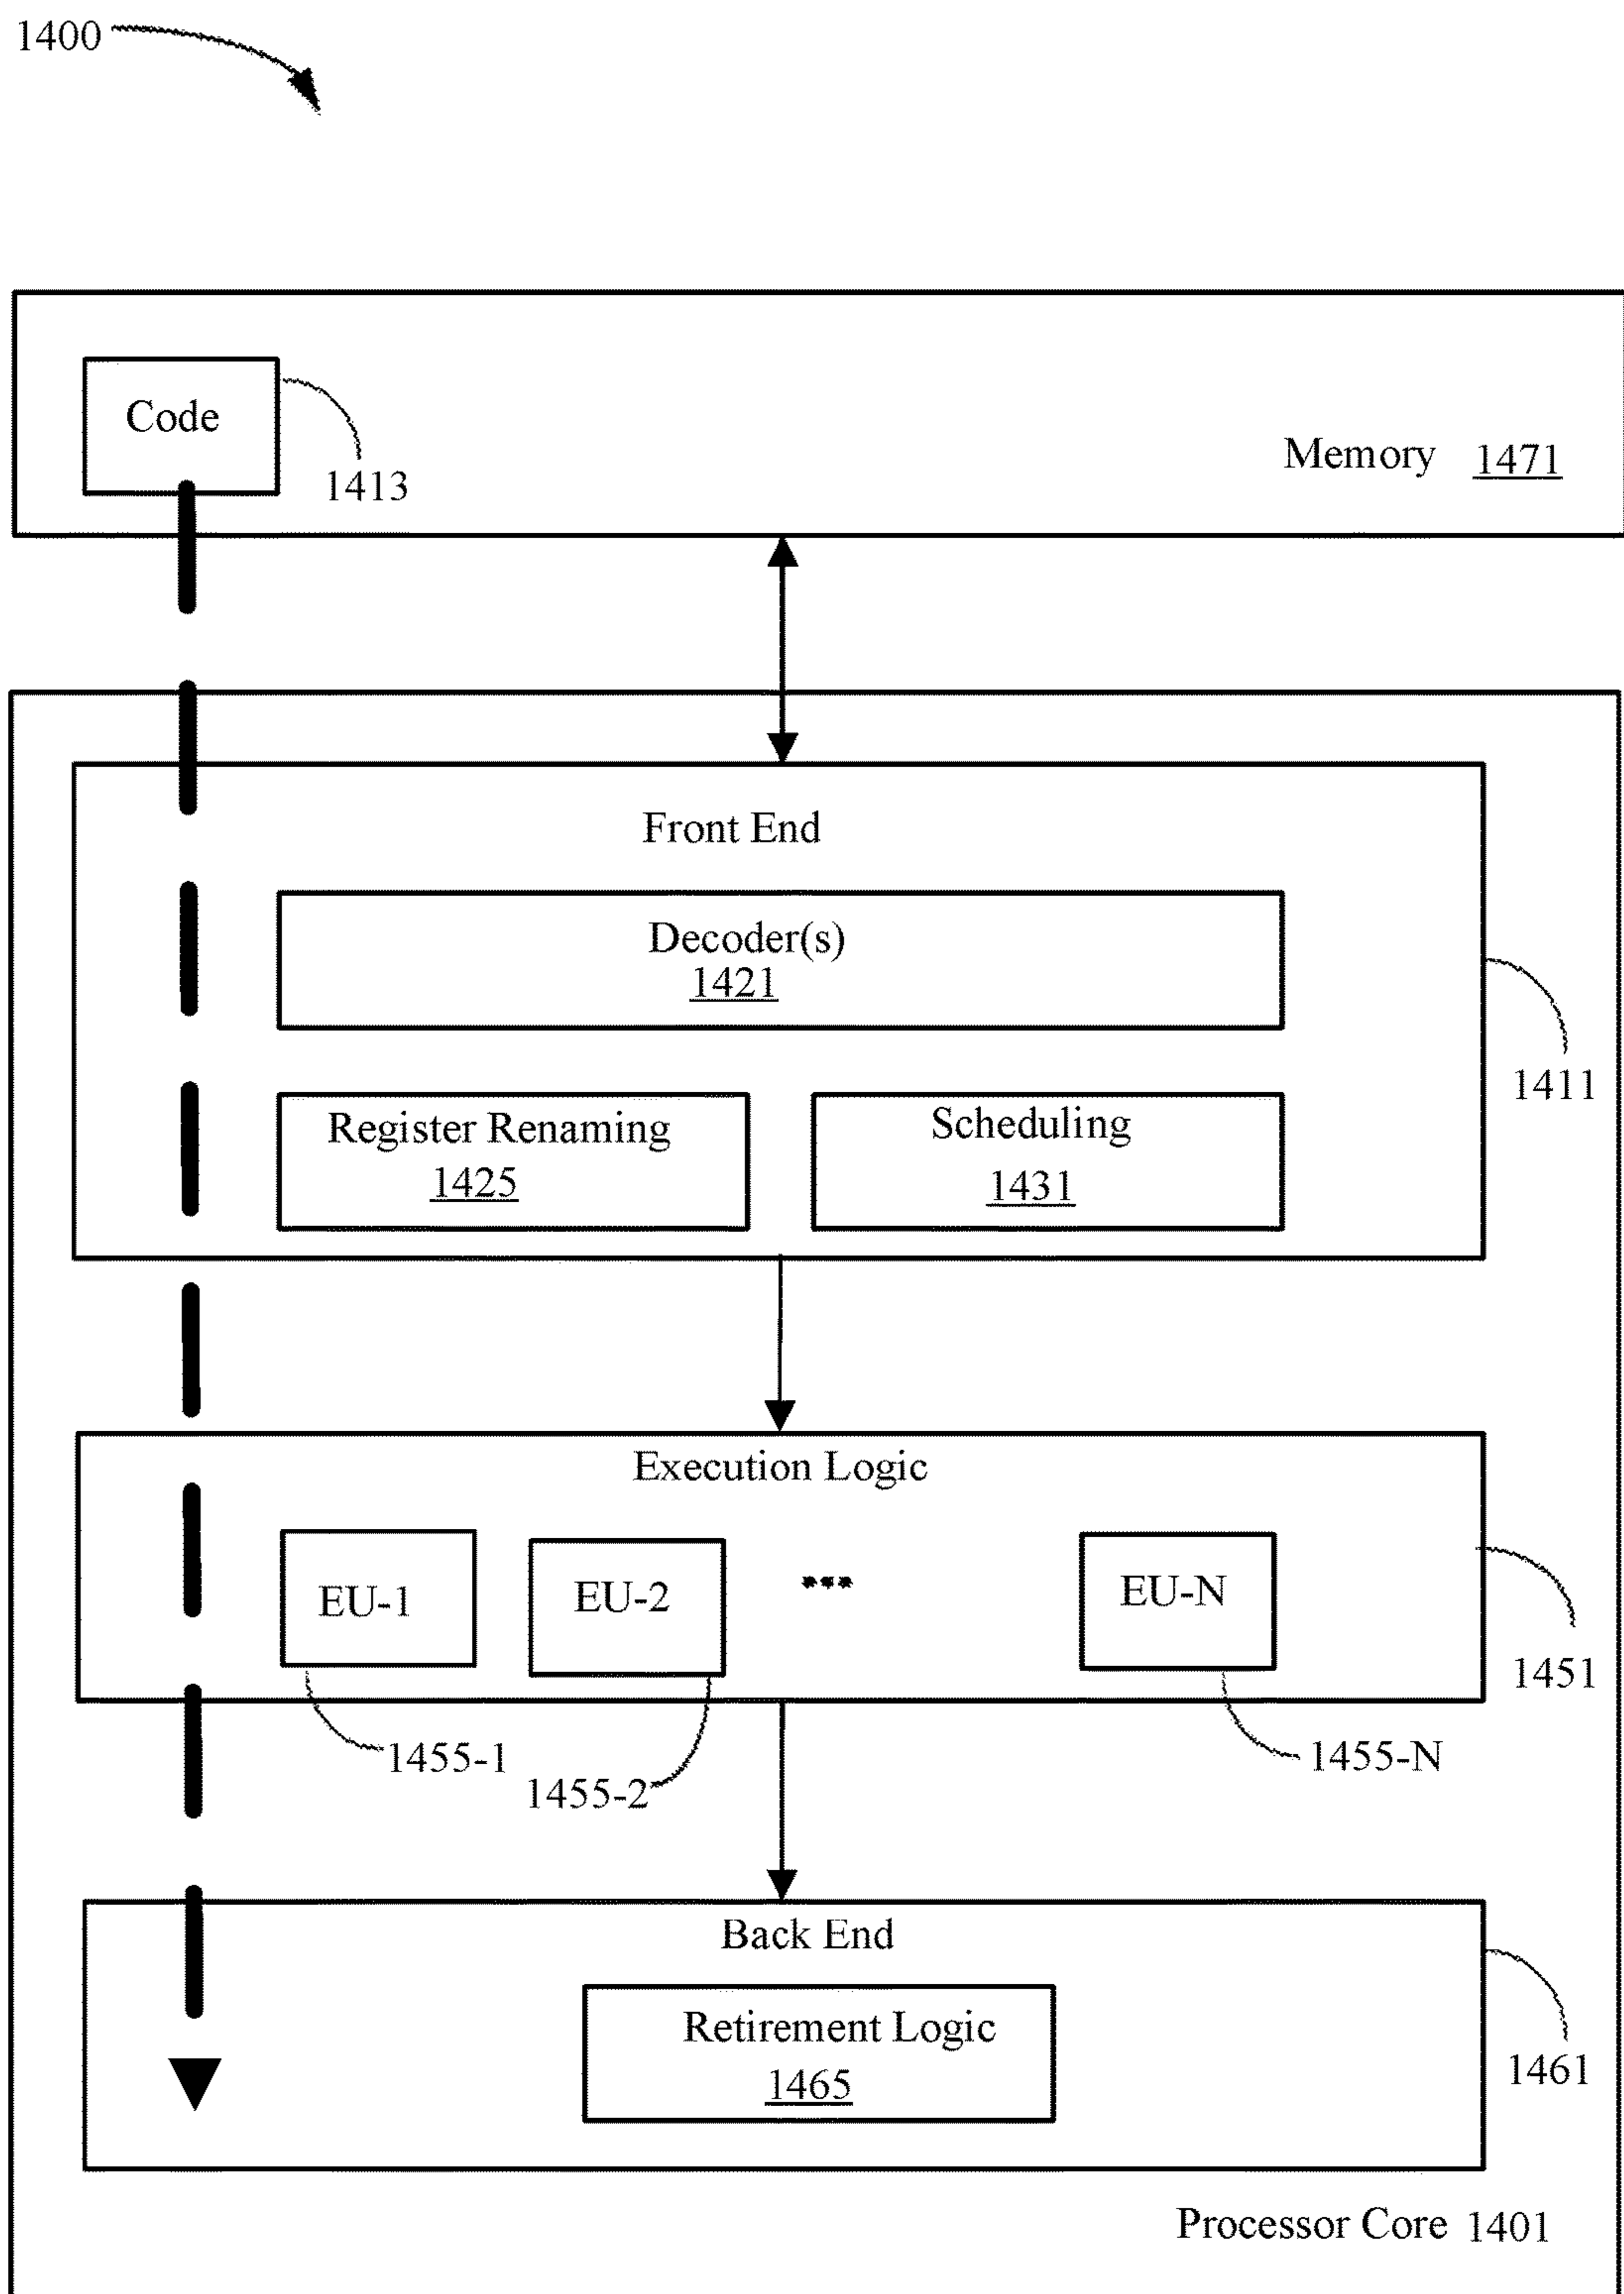 1400
Code
1413
Memory 1471
Front End
Decoder(s)
1421
1411
Register Renaming
1425
Scheduling
1431
Execution Logic
EU-1
EU-2
...
EU-N
1451
1455-1
1455-2
1455-N
Back End
Retirement Logic
1465
1461
Processor Core 1401